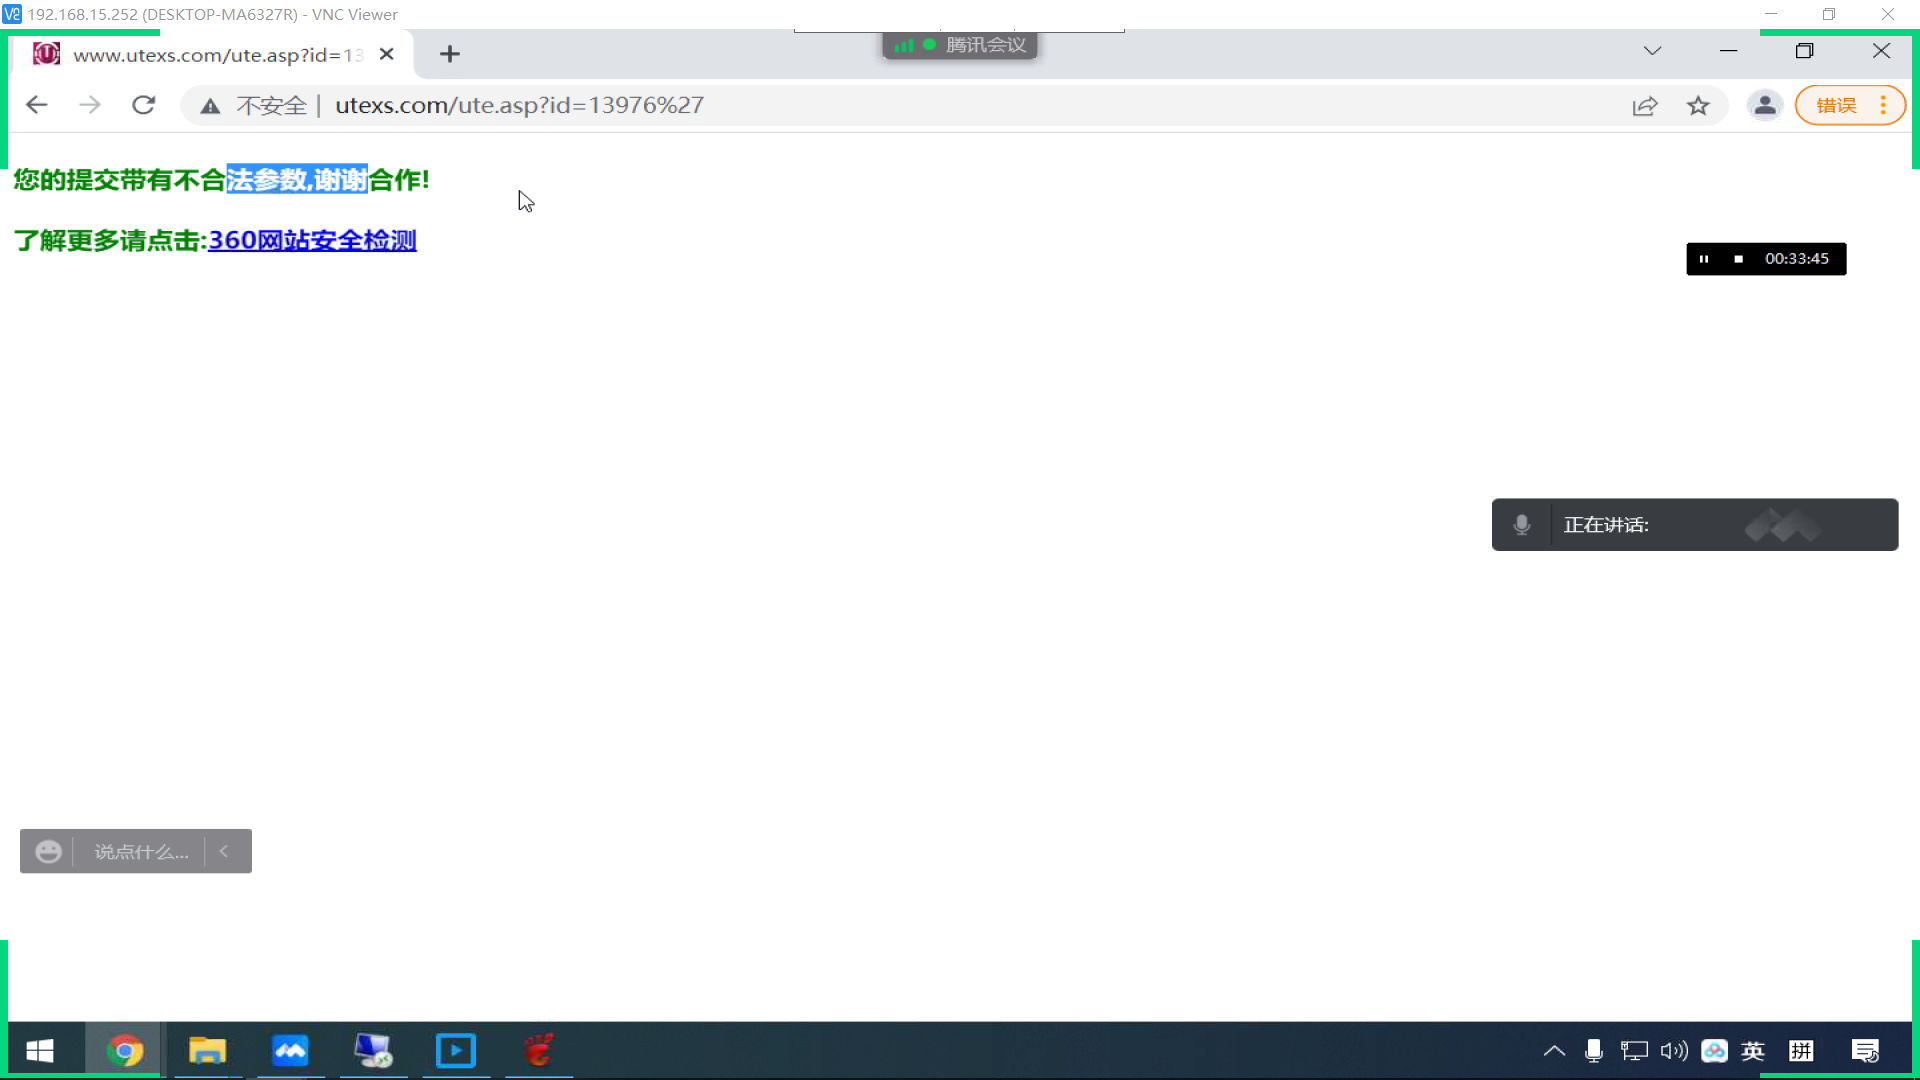 192.168.15.252 (DESKTOP-MA6327R) - VNC Viewer
www.utexs.com/ute.asp?id=13
腾讯会议
不安全 | utexs.com/ute.asp?id=13976%27
错误
您的提交带有不合法参数,谢谢合作!
了解更多请点击:360网站安全检测
00:33:45
正在讲话:
说点什么...
英
拼